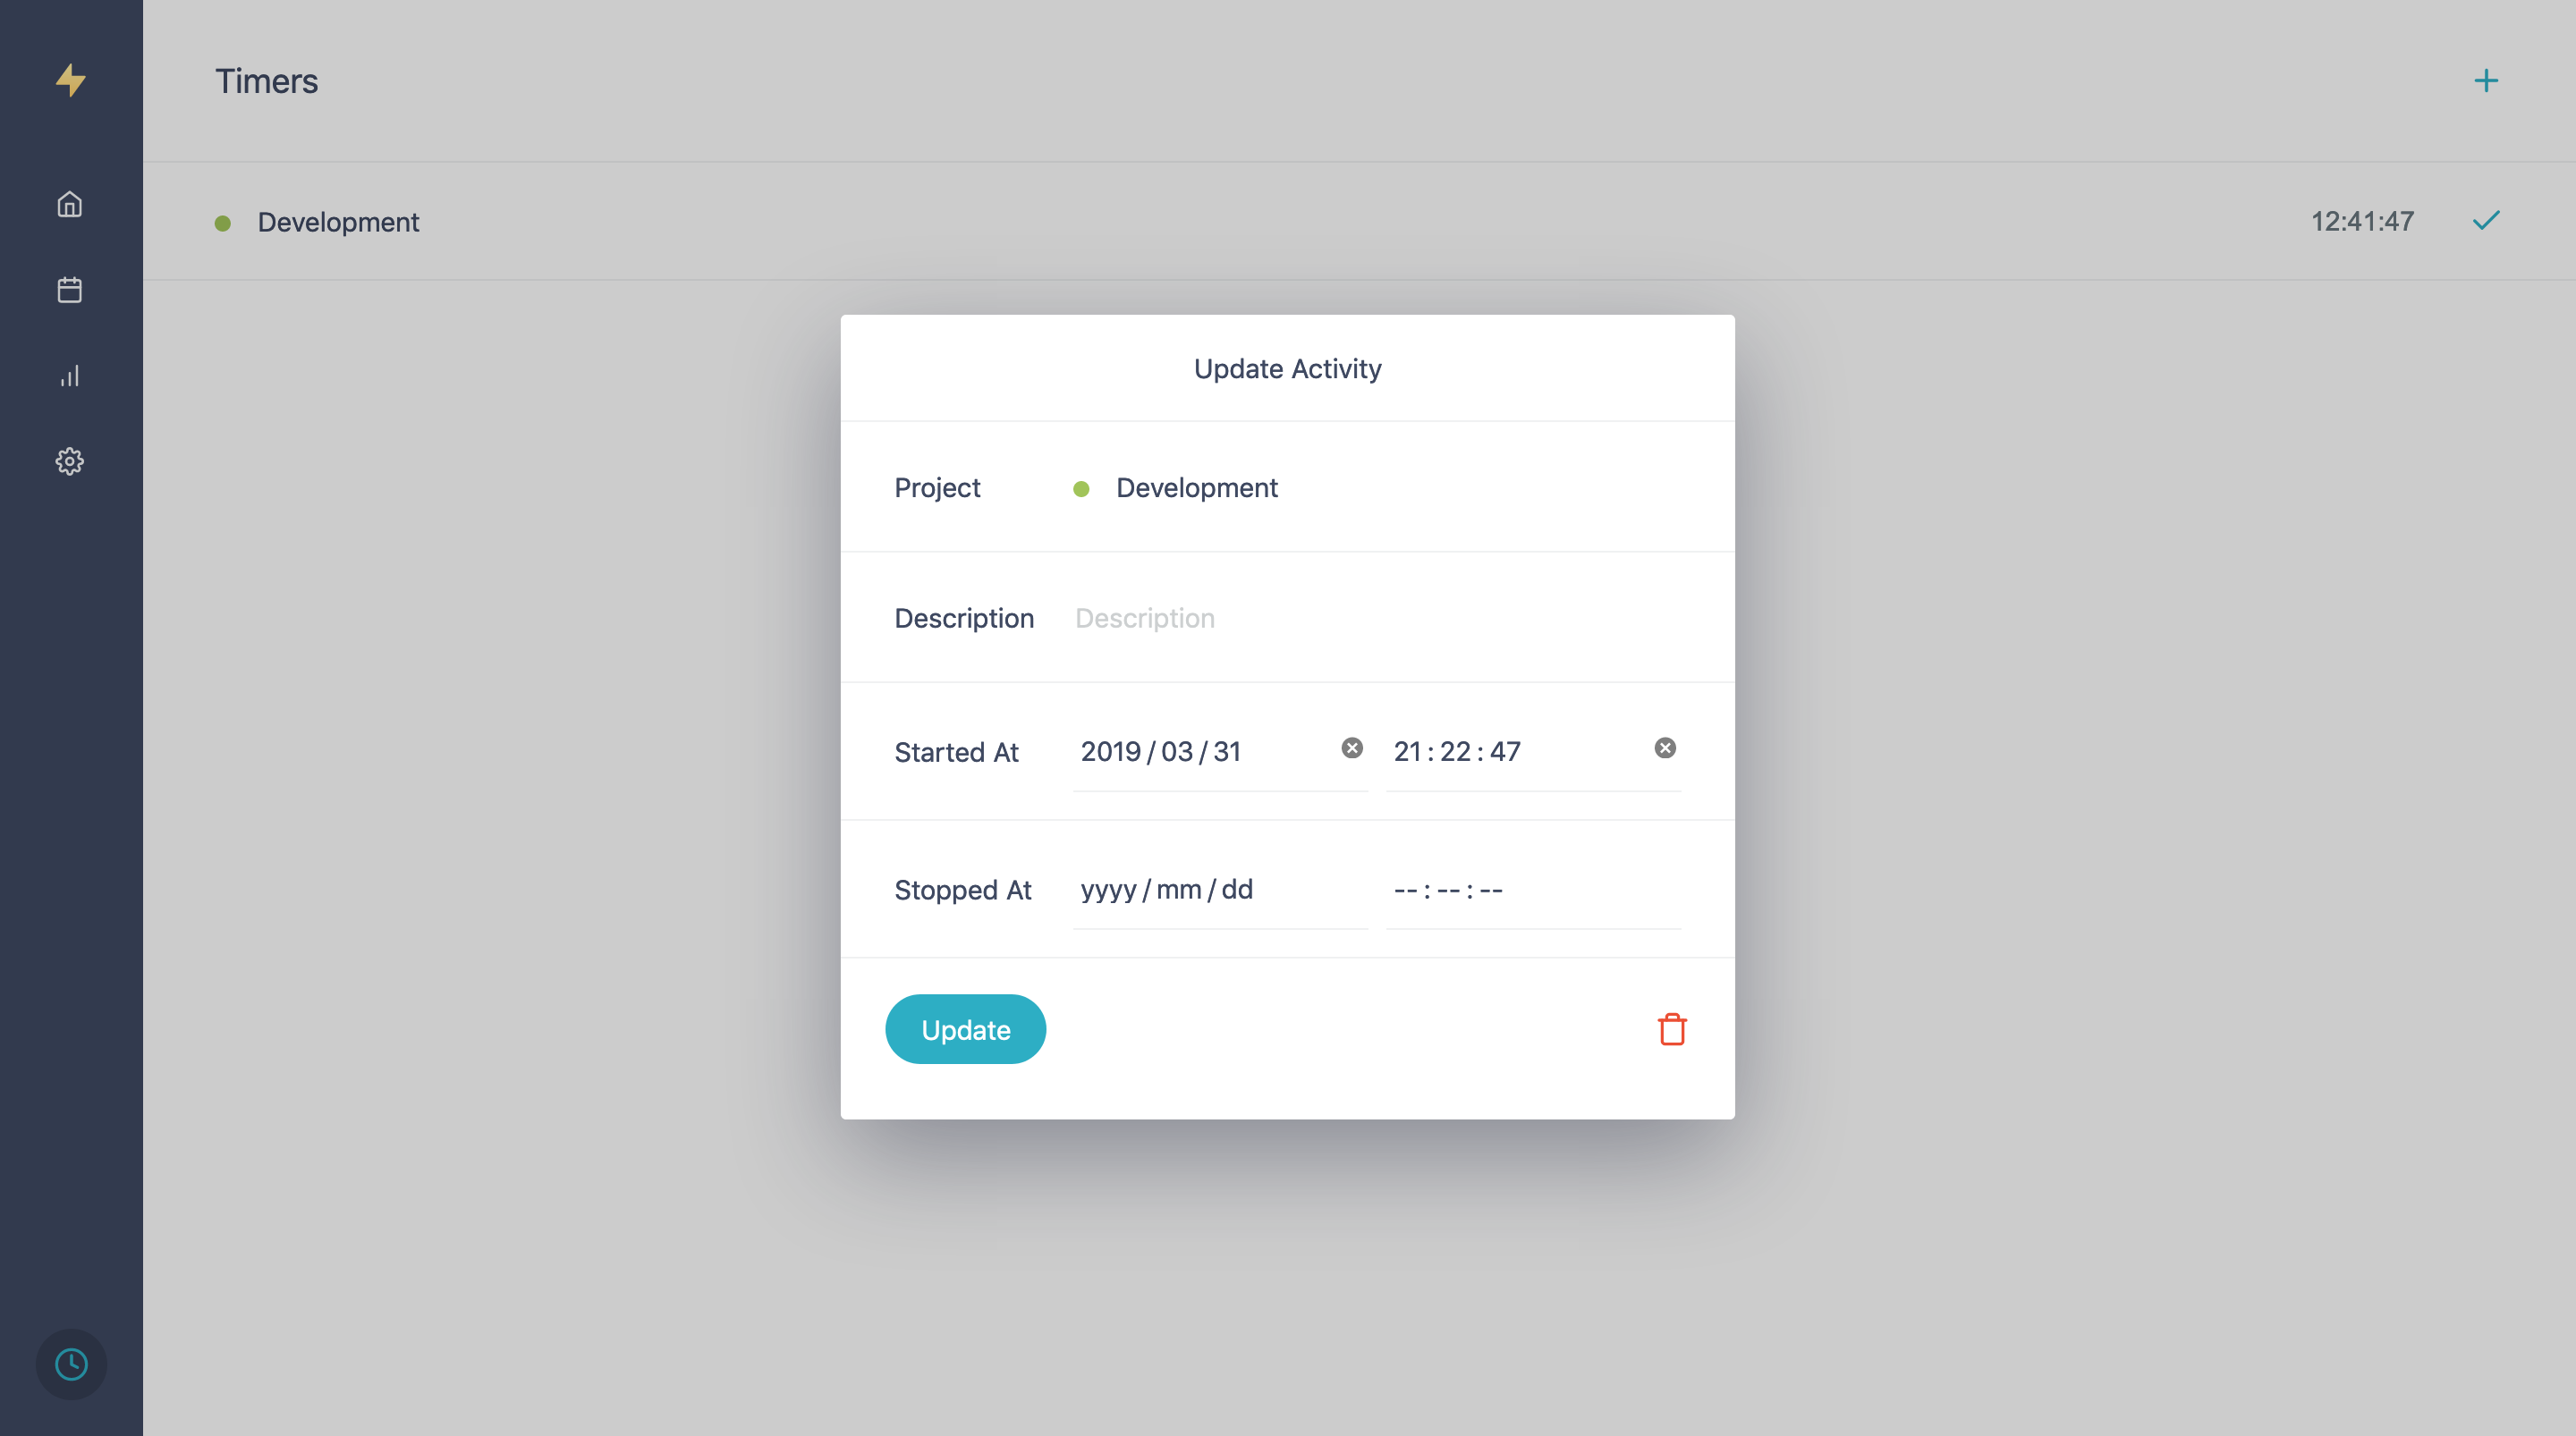 Timers
Development 12:41:47
Update Activity
Project Development
Description Description
Started At 2019/03/31 21:22:47
Stopped At yyyy/mm/dd --:--:--
Update